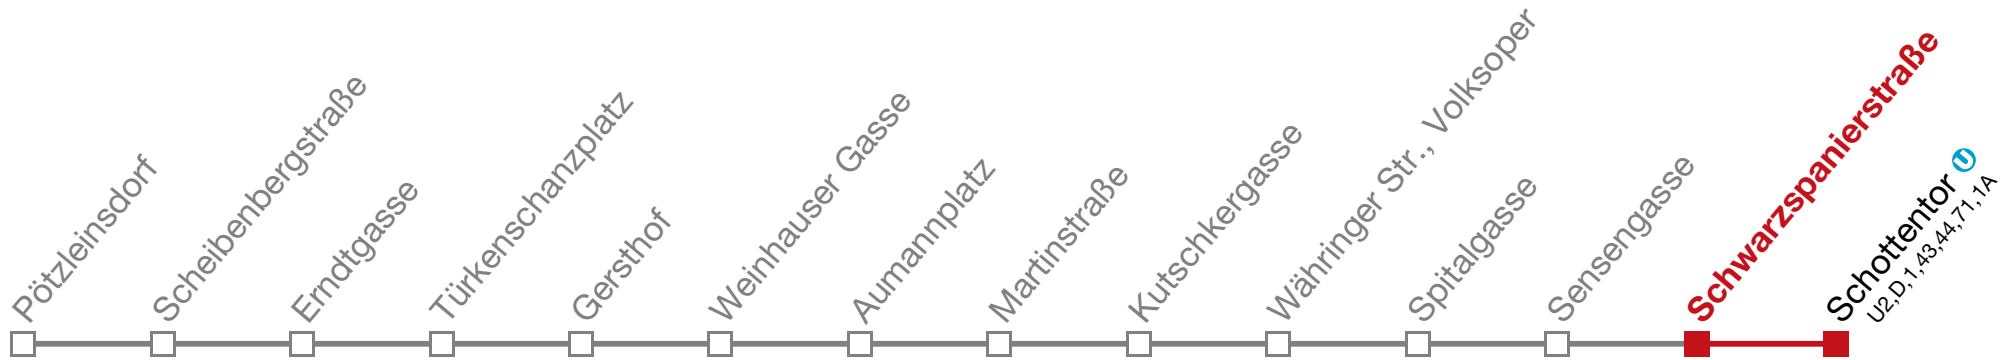 Pötzleinsdorf
Scheibenbergstraße
Erndtgasse
Türkenschanzplatz
Gersthof
Weinhauser Gasse
Aumannplatz
Martinstraße
Kutschkergasse
Währinger Str., Volksoper
Spitalgasse
Sensengasse
Schwarzspanierstraße
Schottentor U
U2,D,1,43,44,71,1A